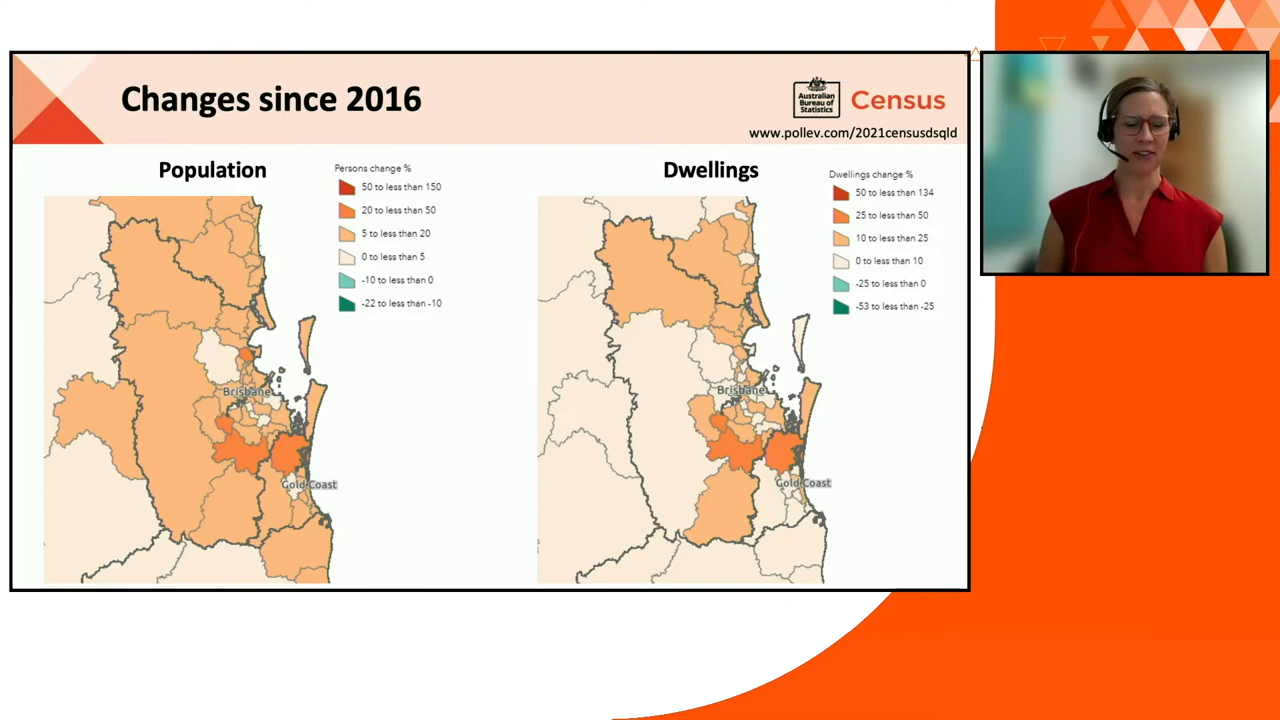 Changes since 2016
Australian
Bureau of
Statistics
Census
www.pollev.com/2021censusdsqld
Population
Persons change %
50 to less than 150
20 to less than 50
5 to less than 20
0 to less than 5
-10 to less than 0
-22 to less than -10
Brisbane
Gold Coast
Dwellings
Dwellings change %
50 to less than 134
25 to less than 50
10 to less than 25
0 to less than 10
-25 to less than 0
-53 to less than -25
Brisbane
Gold Coast